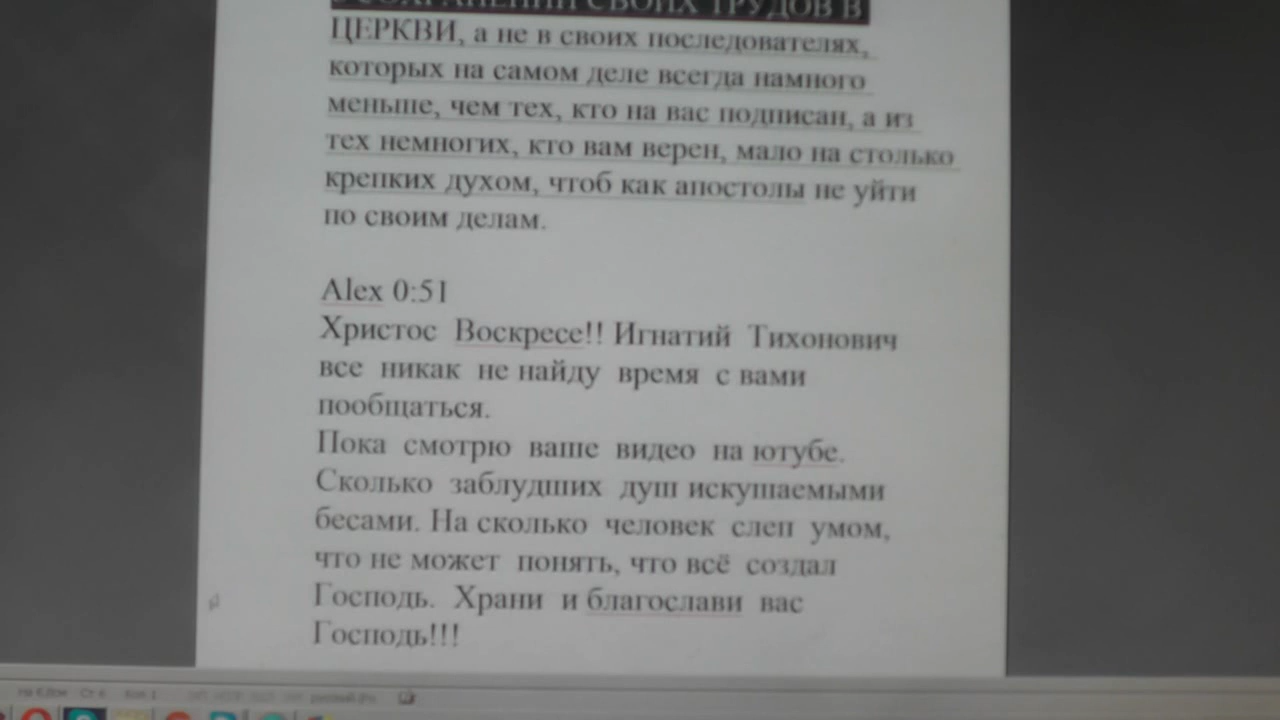 СОХРАНЕНИИ СВОИХ ТРУДОВ В
ЦЕРКВИ, а не в своих последователях,
которых на самом деле всегда намного
меньше, чем тех, кто на вас подписан, а из
тех немногих, кто вам верен, мало на столько
крепких духом, чтоб как апостолы не уйти
по своим делам.
Alex 0:51
Христос Воскресе!! Игнатий Тихонович
все никак не найду время с вами
пообщаться.
Пока смотрю ваше видео на ютубе.
Сколько заблудших душ искушаемыми
бесами. На сколько человек слеп умом,
что не может понять, что всё создал
Господь. Храни и благослави вас
Господь!!!